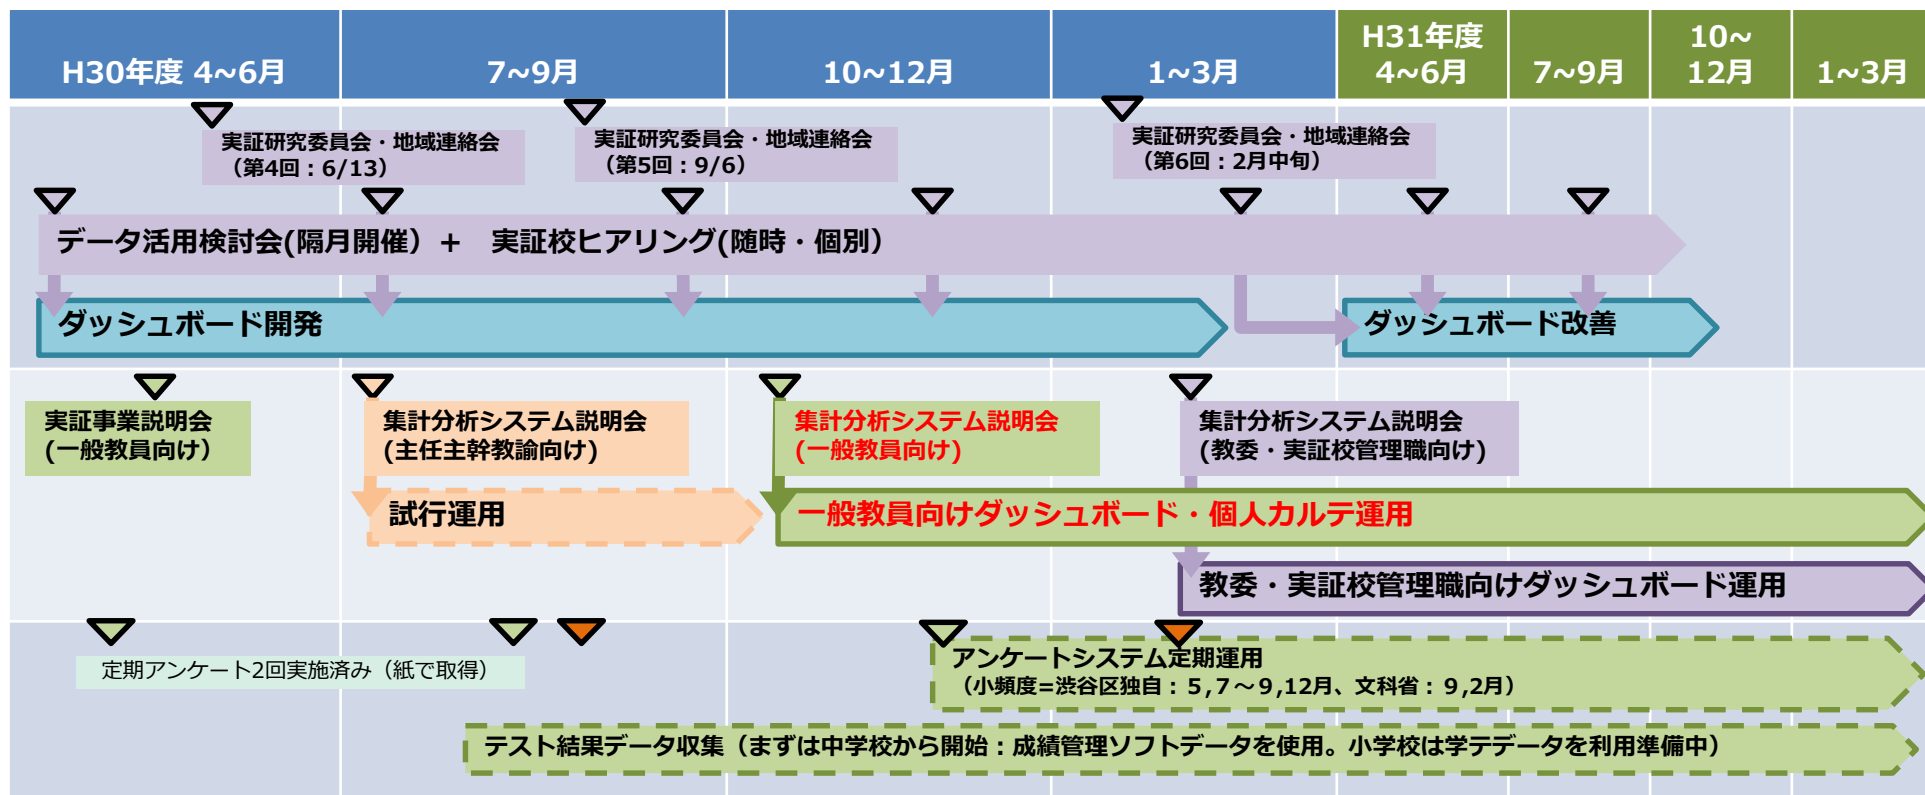 H30年度 4~6月
7~9月
10~12月
1~3月
H31年度
4~6月
7~9月
10~
12月
1~3月
実証研究委員会・地域連絡会
（第4回：6/13）
実証研究委員会・地域連絡会
（第5回：9/6）
実証研究委員会・地域連絡会
（第6回：2月中旬）
データ活用検討会(隔月開催）+　実証校ヒアリング(随時・個別）
ダッシュボード開発
ダッシュボード改善
実証事業説明会
(一般教員向け）
集計分析システム説明会
(主任主幹教諭向け)
集計分析システム説明会
(一般教員向け)
集計分析システム説明会
(教委・実証校管理職向け)
試行運用
一般教員向けダッシュボード・個人カルテ運用
教委・実証校管理職向けダッシュボード運用
定期アンケート2回実施済み（紙で取得）
アンケートシステム定期運用
（小頻度=渋谷区独自：５,７～９,12月、文科省：９,2月）
テスト結果データ収集（まずは中学校から開始：成績管理ソフトデータを使用。小学校は学テデータを利用準備中）